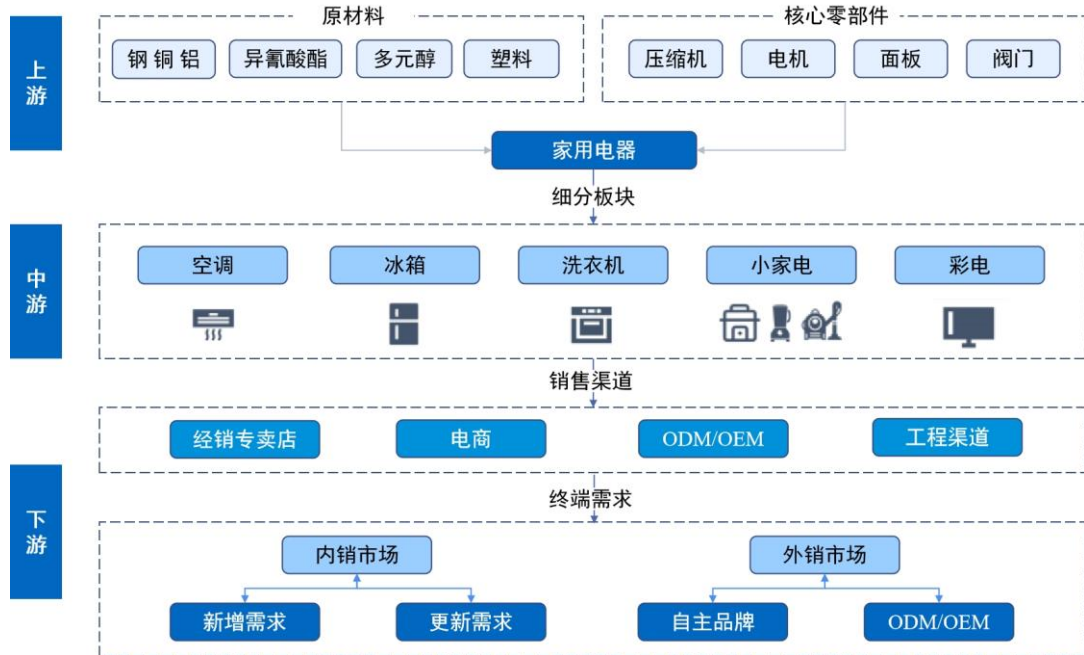 原材料
核心零部件
上游
钢 铜 铝
异氰酸酯
多元醇
塑料
压缩机
电机
面板
阀门
家用电器
细分板块
中游
空调
冰箱
洗衣机
小家电
彩电
销售渠道
经销专卖店
电商
ODM/OEM
工程渠道
下游
终端需求
内销市场
外销市场
新增需求
更新需求
自主品牌
ODM/OEM